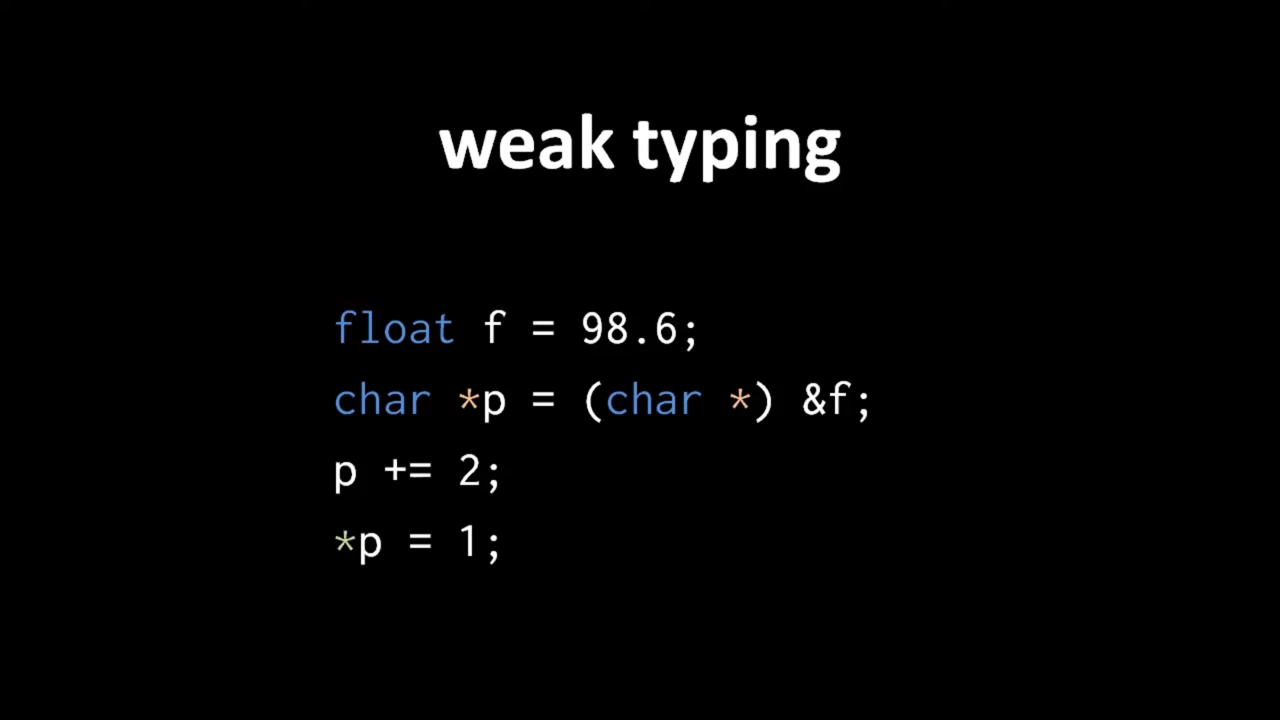 weak typing
float f = 98.6;
char *p = (char *) &f;
p += 2;
*p = 1;